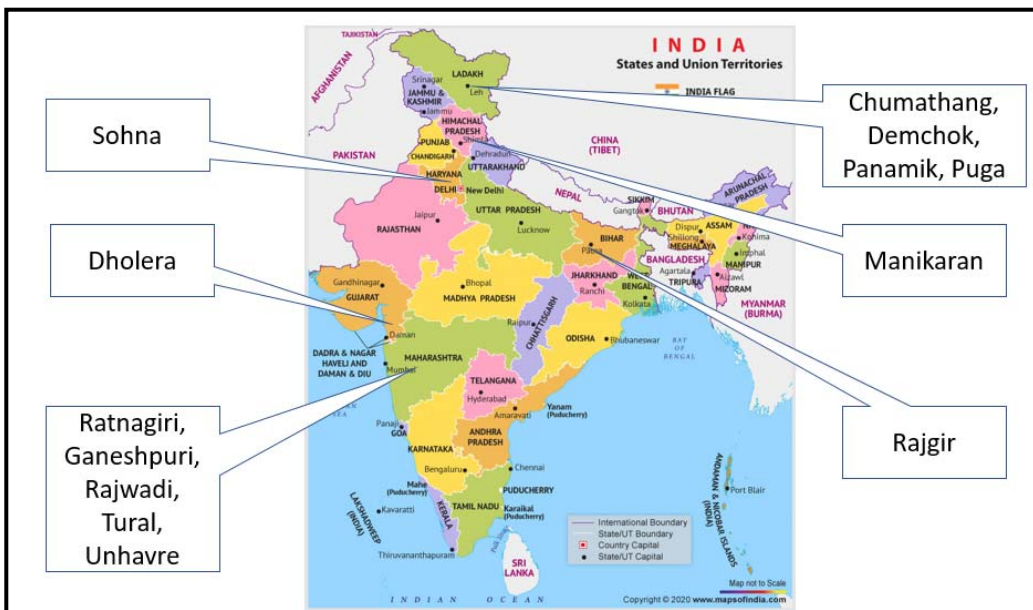 Sohna
Dholera
Ratnagiri,
Ganeshpuri,
Rajwadi,
Tural,
Unhavre
Chumathang,
Demchok,
Panamik, Puga
Manikaran
Rajgir
INDIA
States and Union Territories
INDIA FLAG
TAJIKISTAN
AFGHANISTAN
PAKISTAN
CHINA
(TIBET)
NEPAL
BHUTAN
BANGLADESH
MYANMAR
(BURMA)
SRI
LANKA
LADAKH
Leh
Srinagar
JAMMU &
KASHMIR
Jammu
HIMACHAL
PRADESH
Shimla
PUNJAB
CHANDIGARH
Dehradun
UTTARAKHAND
HARYANA
DELHI
New Delhi
Jaipur
RAJASTHAN
UTTAR PRADESH
Lucknow
BIHAR
Patna
SIKKIM
Gangtok
ARUNACHAL
PRADESH
ASSAM
Dispur
Shillong
MEGHALAYA
Kohima
Imphal
MANIPUR
Aizawl
MIZORAM
Agartala
TRIPURA
JHARKHAND
Ranchi
BENGAL
Kolkata
Gandhinagar
GUJARAT
Bhopal
MADHYA PRADESH
Raipur
CHHATTISGARH
ODISHA
Bhubaneswar
BAY
OF
BENGAL
Daman
DADRA & NAGAR
HAVELI AND
DAMAN & DIU
MAHARASHTRA
Mumbai
SEA
TELANGANA
Hyderabad
Amaravati
Yanam
(Puducherry)
Panaji
GOA
KARNATAKA
ANDHRA
PRADESH
Bengaluru
Chennai
Mahe
(Puducherry)
PUDUCHERRY
KERALA
TAMIL NADU
Karaikal
(Puducherry)
LAKSHADWEEP
(INDIA)
Kavaratti
Thiruvananthapuram
ANDAMAN & NICOBAR ISLANDS
(INDIA)
Port Blair
INDIAN OCEAN
International Boundary
State/UT Boundary
Country Capital
State/UT Capital
Map not to Scale
Copyright © 2020 www.mapsofindia.com